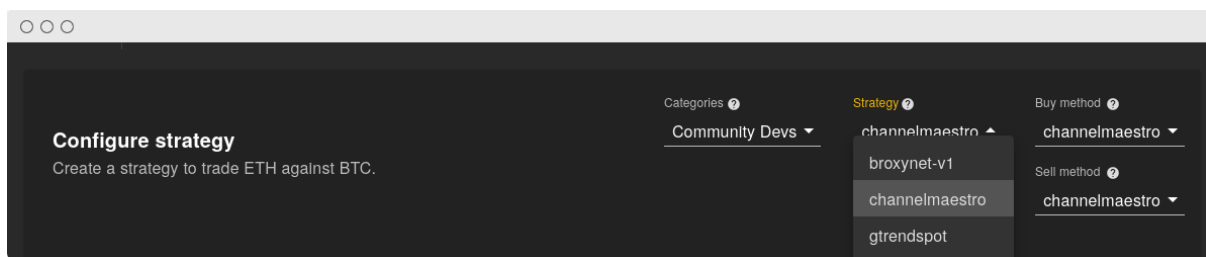 Categories ?
Strategy ?
Buy method ?
Configure strategy
Community Devs
channelmaestro
channelmaestro
Create a strategy to trade ETH against BTC.
broxynet-v1
Sell method ?
channelmaestro
channelmaestro
gtrendspot